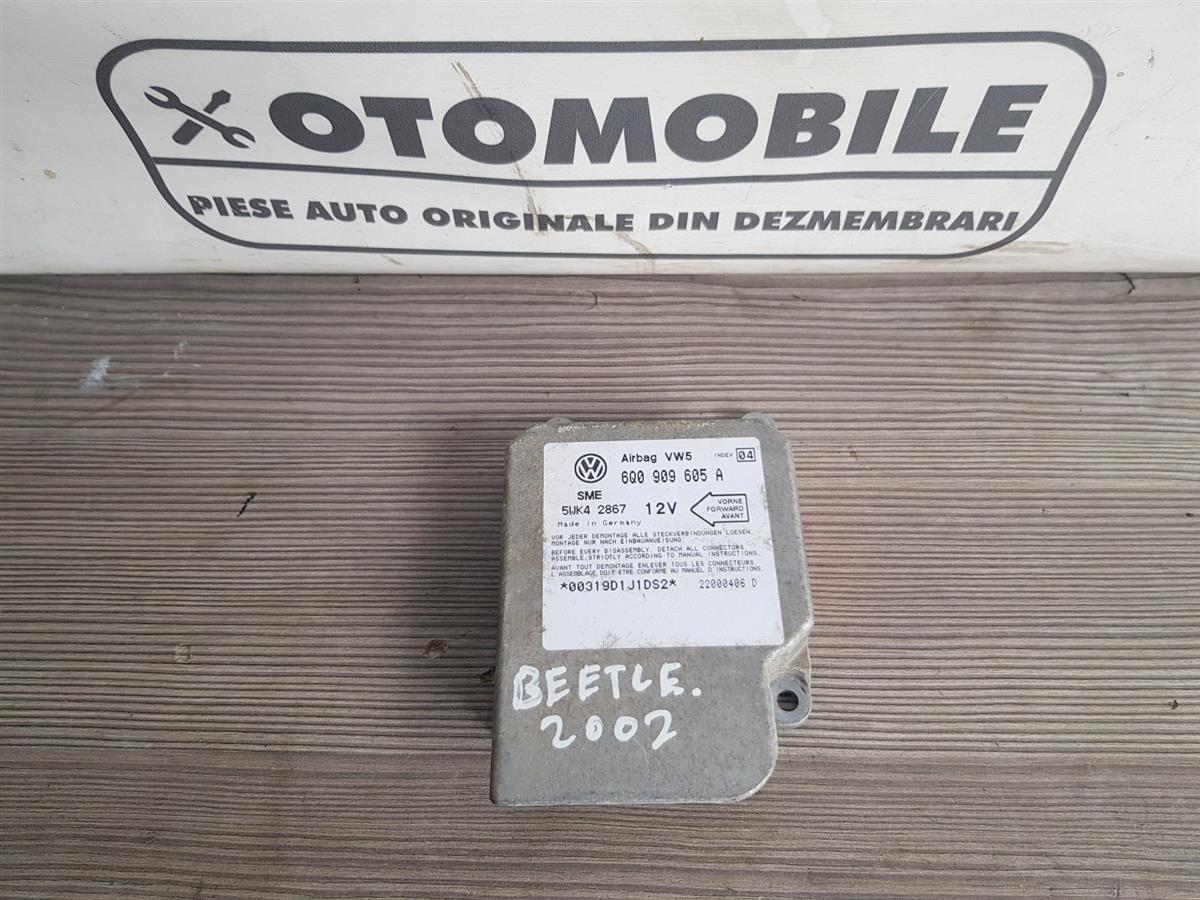 OTOMOBILE
PIESE AUTO ORIGINALE DIN DEZMEMBRARI
Airbag VW5 INDEX 04
6Q0 909 605 A
SME
5WK4 2867 12V
VORNE
FORWARD
AVANT
Made in Germany
VOR JEDER DEMONTAGE ALLE STECKVERBINDUNGEN LOESEN.
MONTAGE NUR NACH EINBAUANWEISUNG
BEFORE EVERY DISASSEMBLY, DETACH ALL CONNECTORS
ASSEMBLE.STRICTLY ACCORDING TO MANUAL INSTRUCTIONS.
AVANT TOUT DEMONTAGE ENLEVER TOUS LES CONNECTEURS
L'ASSEMBLAGE DOIT ETRE CONFORME AU MANUEL D'INSTRUCTIONS.
*00319D1J1DS2* 22000406 D
BEETLE.
2002